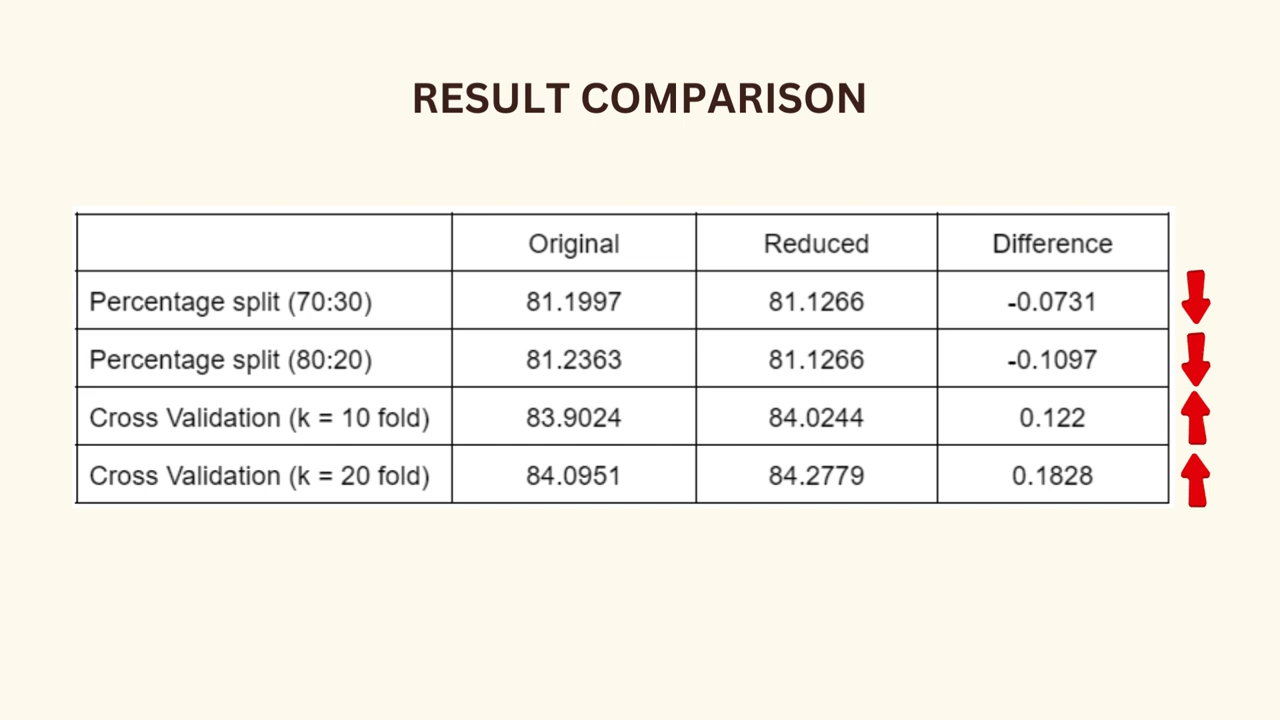 RESULT COMPARISON
Original Reduced Difference
Percentage split (70:30) 81.1997 81.1266 -0.0731
Percentage split (80:20) 81.2363 81.1266 -0.1097
Cross Validation (k = 10 fold) 83.9024 84.0244 0.122
Cross Validation (k = 20 fold) 84.0951 84.2779 0.1828